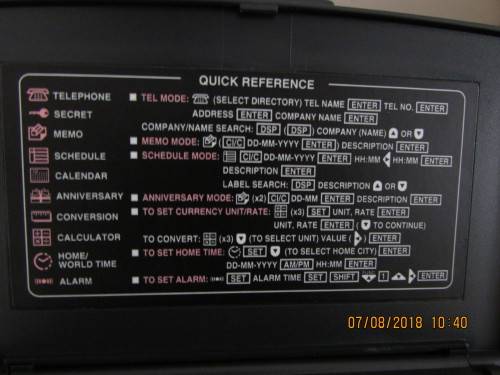 QUICK REFERENCE
TELEPHONE
SECRET
MEMO
SCHEDULE
CALENDAR
ANNIVERSARY
CONVERSION
CALCULATOR
HOME/
WORLD TIME
ALARM
TEL MODE: (SELECT DIRECTORY) TEL NAME ENTER TEL NO. ENTER
ADDRESS ENTER COMPANY NAME ENTER
COMPANY/NAME SEARCH: DSP ( DSP ) COMPANY (NAME) OR
MEMO MODE: (CI/C DD-MM-YYYY ENTER) DESCRIPTION ENTER
SCHEDULE MODE: CI/C DD-MM-YYYY ENTER HH:MM HH:MM
DESCRIPTION ENTER
LABEL SEARCH: DSP DESCRIPTION OR
ANNIVERSARY MODE: (x2) CI/C DD-MM ENTER DESCRIPTION ENTER
TO SET CURRENCY UNIT/RATE: (x3) SET UNIT, RATE ENTER
UNIT, RATE ENTER ( TO CONTINUE)
TO CONVERT: (x3) (TO SELECT UNIT) VALUE ( ) ENTER
TO SET HOME TIME: SET (TO SELECT HOME CITY) ENTER
DD-MM-YYYY AM/PM HH:MM ENTER
TO SET ALARM: SET ALARM TIME SET SHIFT 1 ENTER
07/08/2018 10:40